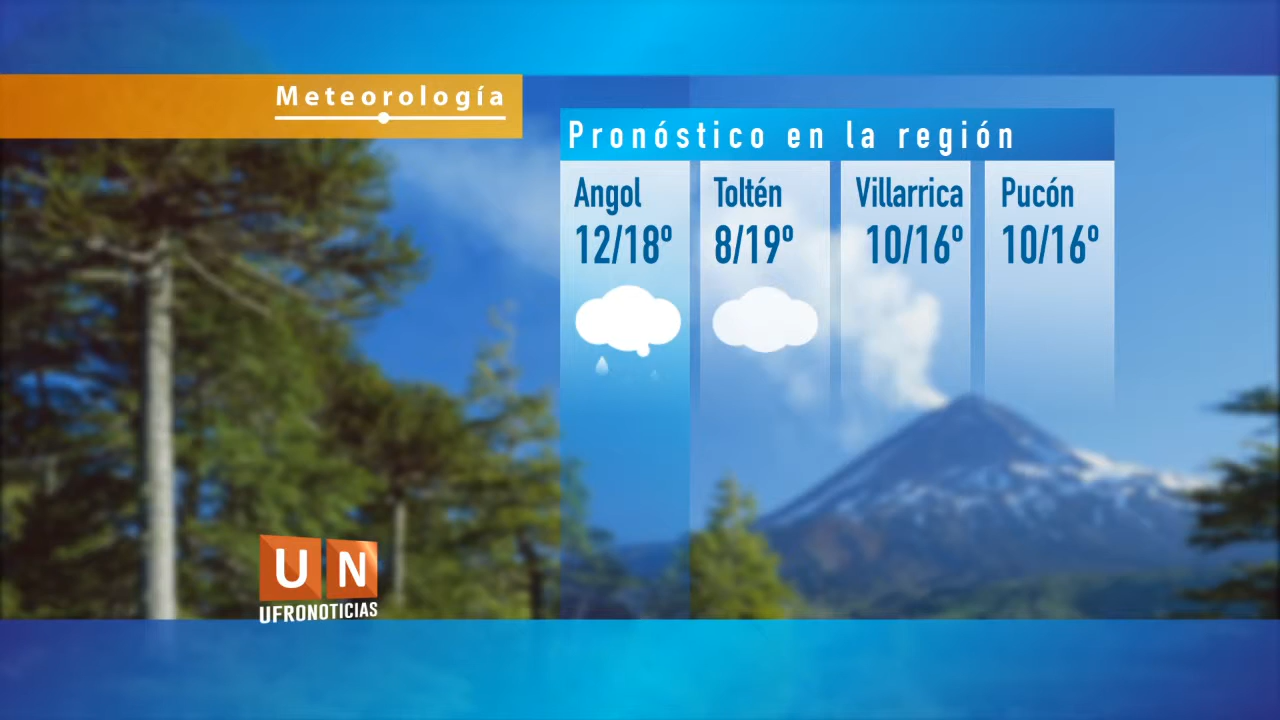 Meteorología
Pronóstico en la región
Angol
12/18º
Toltén
8/19º
Villarrica
10/16º
Pucón
10/16º
UN
UFRONOTICIAS